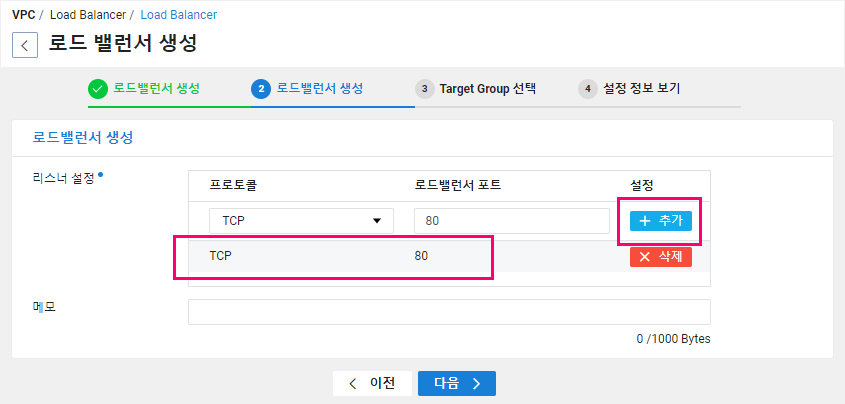 VPC / Load Balancer / Load Balancer
로드 밸런서 생성
로드밸런서 생성 2 로드밸런서 생성 3 Target Group 선택 4 설정 정보 보기
로드밸런서 생성
리스너 설정
프로토콜 로드밸런서 포트 설정
TCP 80 추가
TCP 80 삭제
메모
0 /1000 Bytes
이전 다음